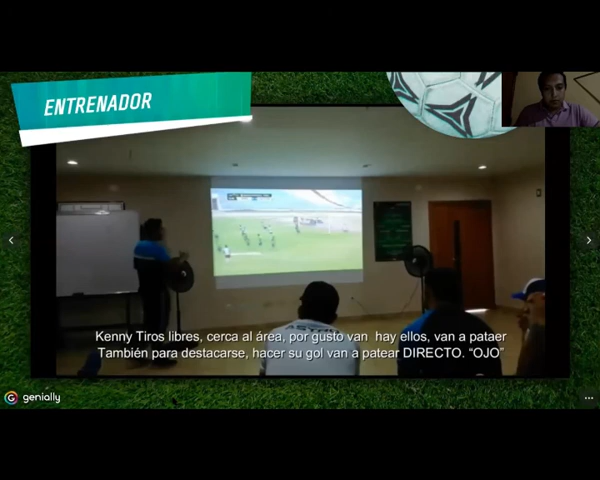 ENTRENADOR
Kenny Tiros libres, cerca al área, por gusto van hay ellos, van a pataer
También para destacarse, hacer su gol van a patear DIRECTO. "OJO"
genially